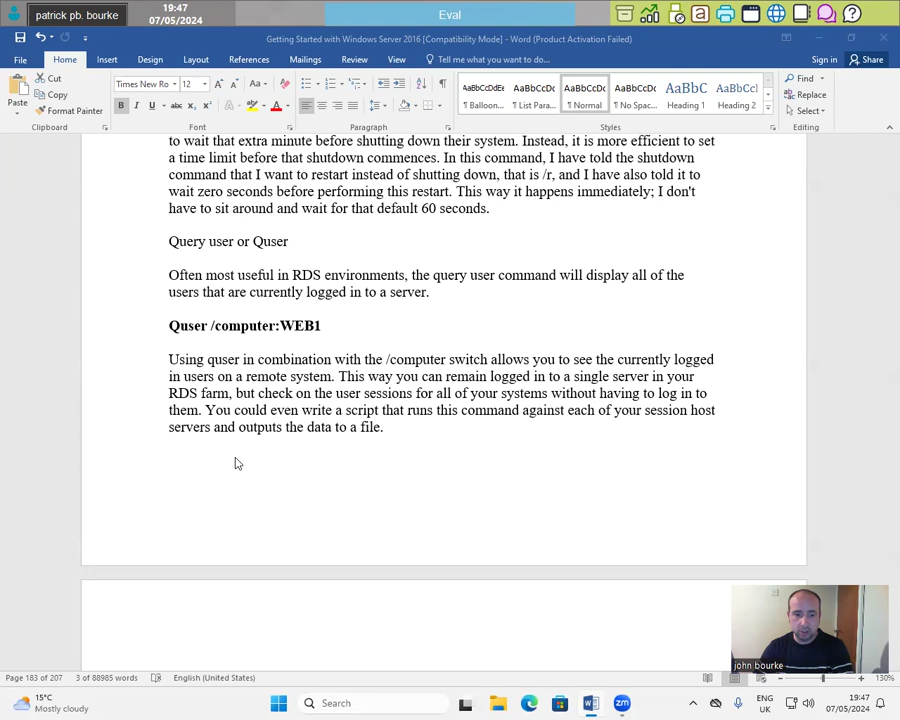 patrick pb. bourke
19:47
07/05/2024
Eval
Getting Started with Windows Server 2016 [Compatibility Mode] - Word (Product Activation Failed)
File Home Insert Design Layout References Mailings Review View Tell me what you want to do... Sign in Share
Paste Cut Copy Format Painter Clipboard
Times New Ro 12 Font
Paragraph
AaBbCcDdEe ¶ Balloon... AaBbCcDc ¶ List Para... AaBbCcDc ¶ Normal AaBbCcDc ¶ No Spac... AaBbC Heading 1 AaBbCc Heading 2 Styles
Find Replace Select Editing
to wait that extra minute before shutting down their system. Instead, it is more efficient to set
a time limit before that shutdown commences. In this command, I have told the shutdown
command that I want to restart instead of shutting down, that is /r, and I have also told it to
wait zero seconds before performing this restart. This way it happens immediately; I don't
have to sit around and wait for that default 60 seconds.
Query user or Quser
Often most useful in RDS environments, the query user command will display all of the
users that are currently logged in to a server.
Quser /computer:WEB1
Using quser in combination with the /computer switch allows you to see the currently logged
in users on a remote system. This way you can remain logged in to a single server in your
RDS farm, but check on the user sessions for all of your systems without having to log in to
them. You could even write a script that runs this command against each of your session host
servers and outputs the data to a file.
john bourke
Page 183 of 207 3 of 88985 words English (United States) 130%
15°C
Mostly cloudy
Search
ENG
UK
19:47
07/05/2024